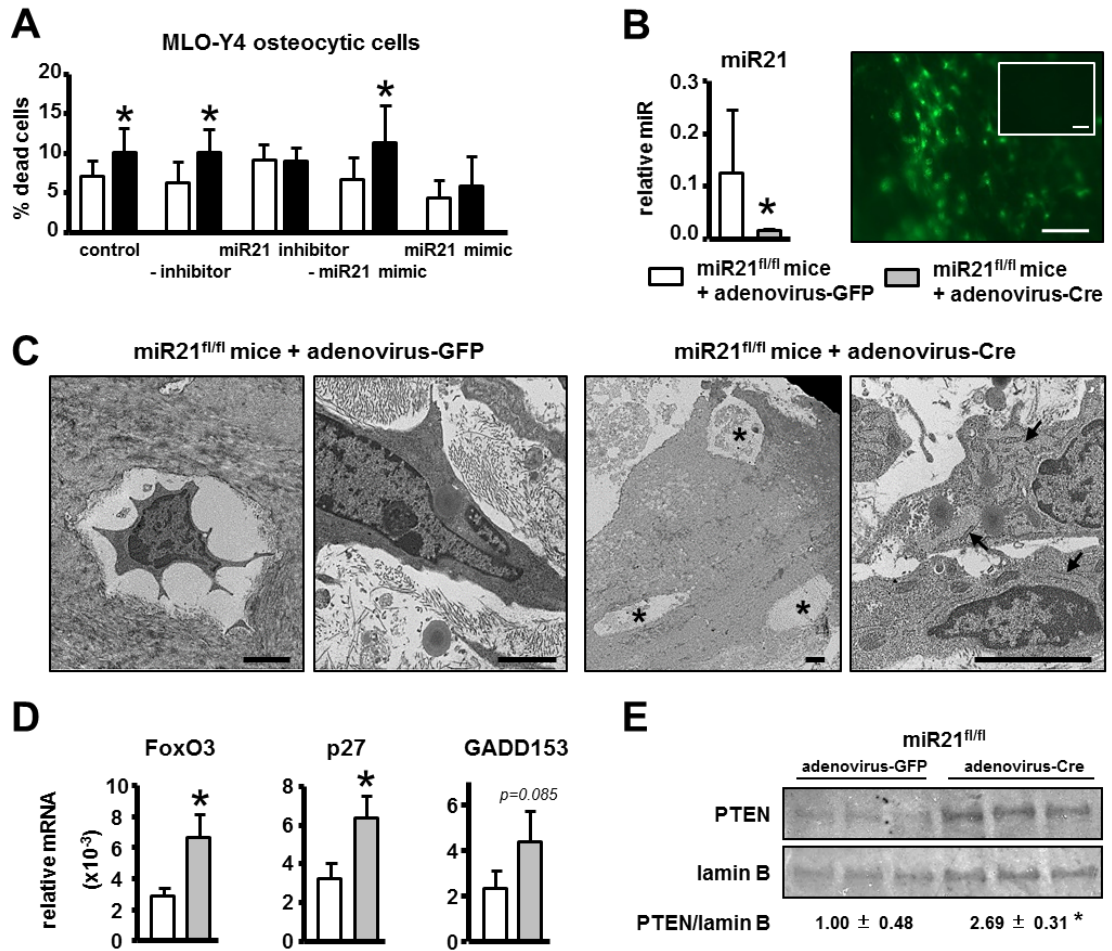 A
MLO-Y4 osteocytic cells
% dead cells
20
15
10
5
0
*
*
*
control
- inhibitor
miR21 inhibitor
- miR21 mimic
miR21 mimic
B
miR21
relative miR
0.3
0.2
0.1
0.0
*
miR21fl/fl mice
+ adenovirus-GFP
miR21fl/fl mice
+ adenovirus-Cre
C
miR21fl/fl mice + adenovirus-GFP
miR21fl/fl mice + adenovirus-Cre
*
*
*
D
relative mRNA
(x10-3)
FoxO3
10
8
6
4
2
0
*
p27
8
6
4
2
0
*
GADD153
6
4
2
0
p=0.085
E
miR21fl/fl
adenovirus-GFP adenovirus-Cre
PTEN
lamin B
PTEN/lamin B 1.00 ± 0.48 2.69 ± 0.31 *